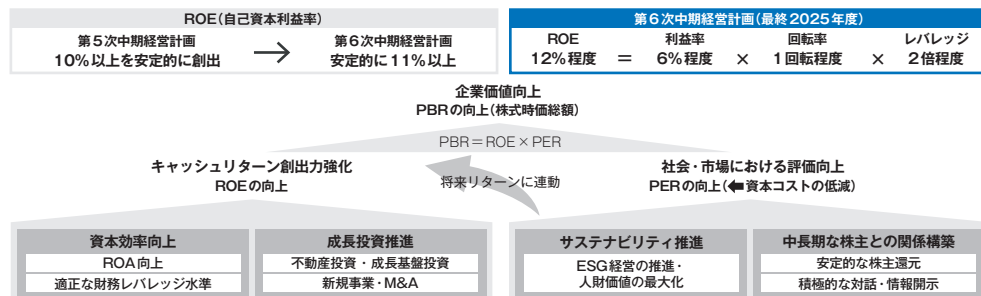 ROE(自己資本利益率)
第5次中期経営計画
10%以上を安定的に創出
第6次中期経営計画
安定的に11%以上
第6次中期経営計画(最終2025年度)
ROE 利益率 回転率 レバレッジ
12%程度 = 6%程度 × 1回転程度 × 2倍程度
企業価値向上
PBRの向上(株式時価総額)
PBR=ROE×PER
キャッシュリターン創出力強化
ROEの向上
将来リターンに連動
社会・市場における評価向上
PERの向上(⬅資本コストの低減)
資本効率向上
ROA向上
適正な財務レバレッジ水準
成長投資推進
不動産投資・成長基盤投資
新規事業・M&A
サステナビリティ推進
ESG経営の推進・
人財価値の最大化
中長期な株主との関係構築
安定的な株主還元
積極的な対話・情報開示